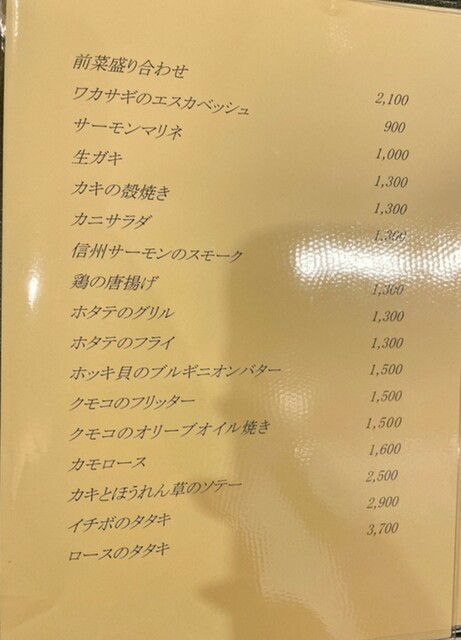 前菜盛り合わせ 2,100
ワカサギのエスカベッシュ 900
サーモンマリネ 1,000
生ガキ 1,300
カキの殻焼き 1,300
カニサラダ 1,300
信州サーモンのスモーク
鶏の唐揚げ 1,300
ホタテのグリル 1,300
ホタテのフライ 1,300
ホッキ貝のブルギニオンバター 1,500
クモコのフリッター 1,500
クモコのオリーブオイル焼き 1,500
カモロース 1,600
カキとほうれん草のソテー 2,500
イチボのタタキ 2,900
ロースのタタキ 3,700